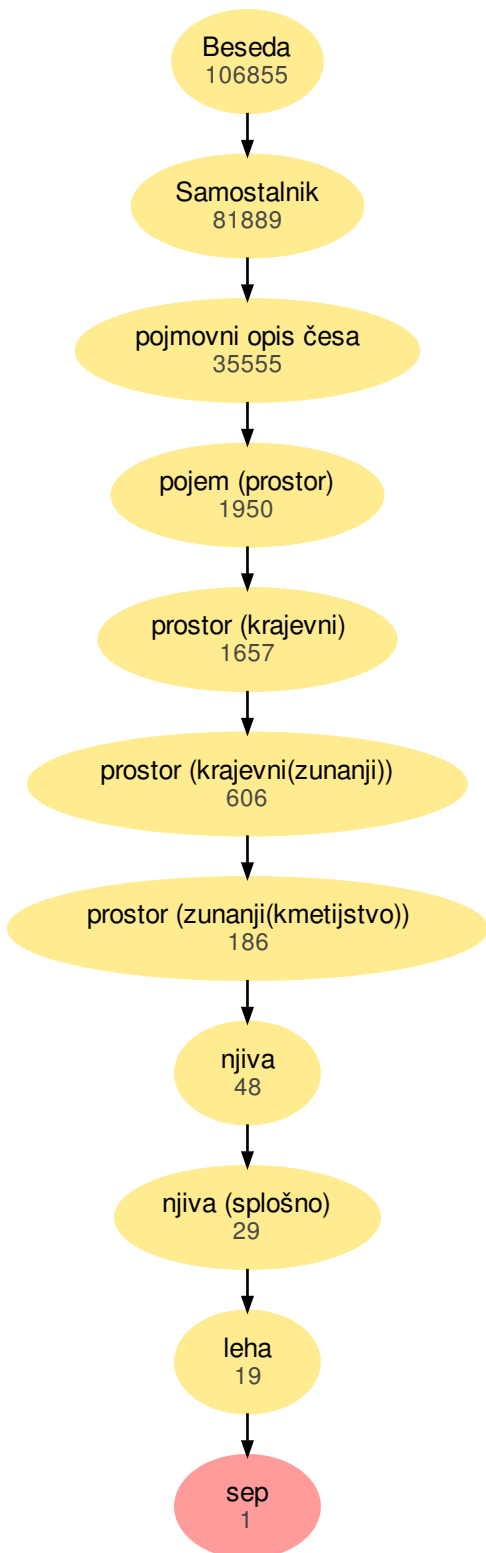 Beseda
106855
Samostalnik
81889
pojmovni opis česa
35555
pojem (prostor)
1950
prostor (krajevni)
1657
prostor (krajevni(zunanji))
606
prostor (zunanji(kmetijstvo))
186
njiva
48
njiva (splošno)
29
leha
19
sep
1